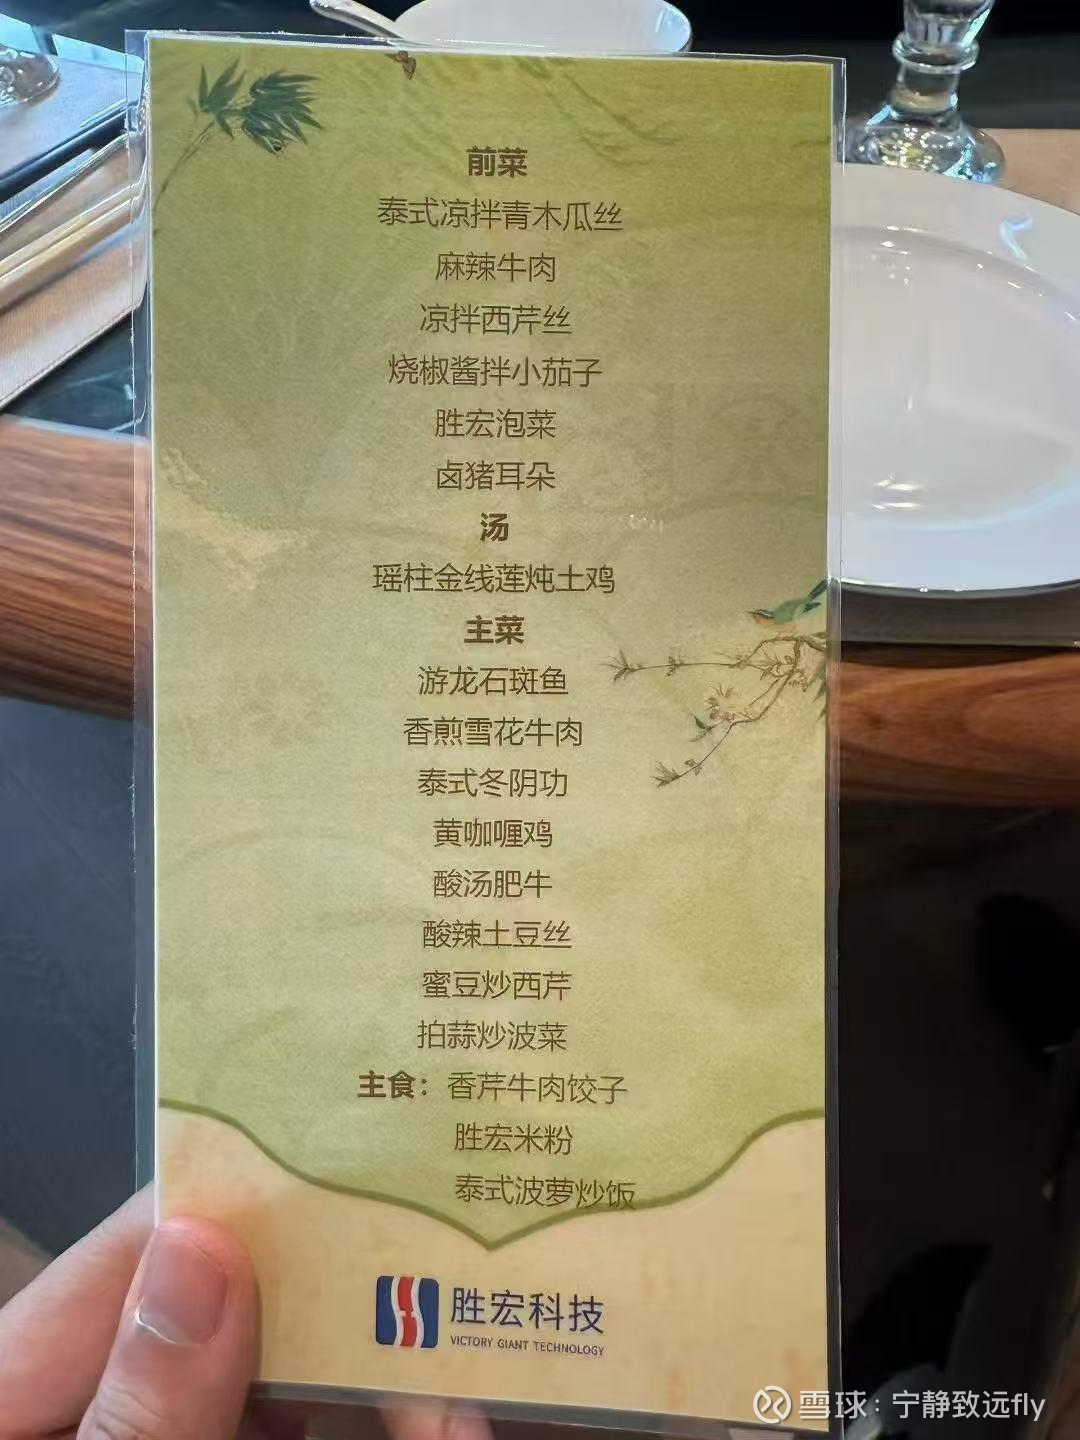 前菜
泰式凉拌青木瓜丝
麻辣牛肉
凉拌西芹丝
烧椒酱拌小茄子
胜宏泡菜
卤猪耳朵
汤
瑶柱金线莲炖土鸡
主菜
游龙石斑鱼
香煎雪花牛肉
泰式冬阴功
黄咖喱鸡
酸汤肥牛
酸辣土豆丝
蜜豆炒西芹
拍蒜炒波菜
主食：香芹牛肉饺子
胜宏米粉
泰式波萝炒饭
胜宏科技
VICTORY GIANT TECHNOLOGY
雪球：宁静致远fly